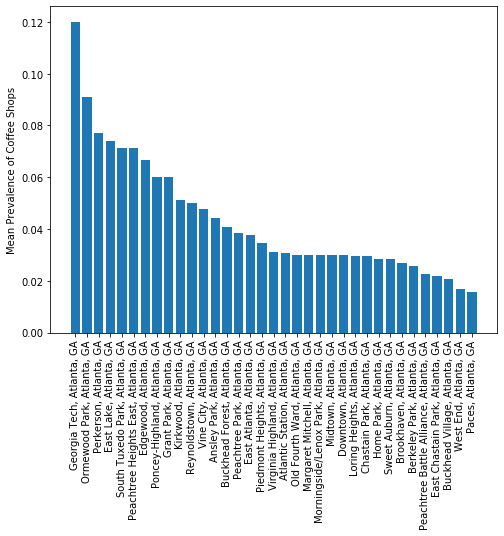 0.12
0.10
0.08
0.06
0.04
0.02
0.00
Mean Prevalence of Coffee Shops
Georgia Tech, Atlanta, GA
Ormewood Park, Atlanta, GA
Perkerson, Atlanta, GA
East Lake, Atlanta, GA
South Tuxedo Park, Atlanta, GA
Peachtree Heights East, Atlanta, GA
Edgewood, Atlanta, GA
Poncey-Highland, Atlanta, GA
Grant Park, Atlanta, GA
Kirkwood, Atlanta, GA
Reynoldstown, Atlanta, GA
Vine City, Atlanta, GA
Ansley Park, Atlanta, GA
Buckhead Forest, Atlanta, GA
Peachtree Park, Atlanta, GA
East Atlanta, Atlanta, GA
Piedmont Heights, Atlanta, GA
Virginia Highland, Atlanta, GA
Atlantic Station, Atlanta, GA
Old Fourth Ward, Atlanta, GA
Margaret Mitchell, Atlanta, GA
Morningside/Lenox Park, Atlanta, GA
Midtown, Atlanta, GA
Downtown, Atlanta, GA
Loring Heights, Atlanta, GA
Chastain Park, Atlanta, GA
Home Park, Atlanta, GA
Sweet Auburn, Atlanta, GA
Brookhaven, Atlanta, GA
Berkeley Park, Atlanta, GA
Peachtree Battle Alliance, Atlanta, GA
East Chastain Park, Atlanta, GA
Buckhead Village, Atlanta, GA
West End, Atlanta, GA
Paces, Atlanta, GA